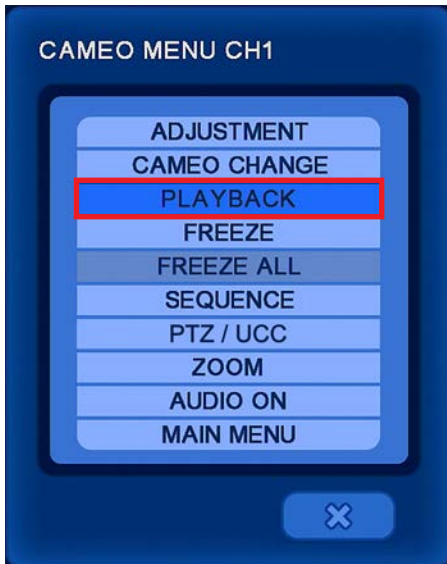 CAMEO MENU CH1
ADJUSTMENT
CAMEO CHANGE
PLAYBACK
FREEZE
FREEZE ALL
SEQUENCE
PTZ / UCC
ZOOM
AUDIO ON
MAIN MENU